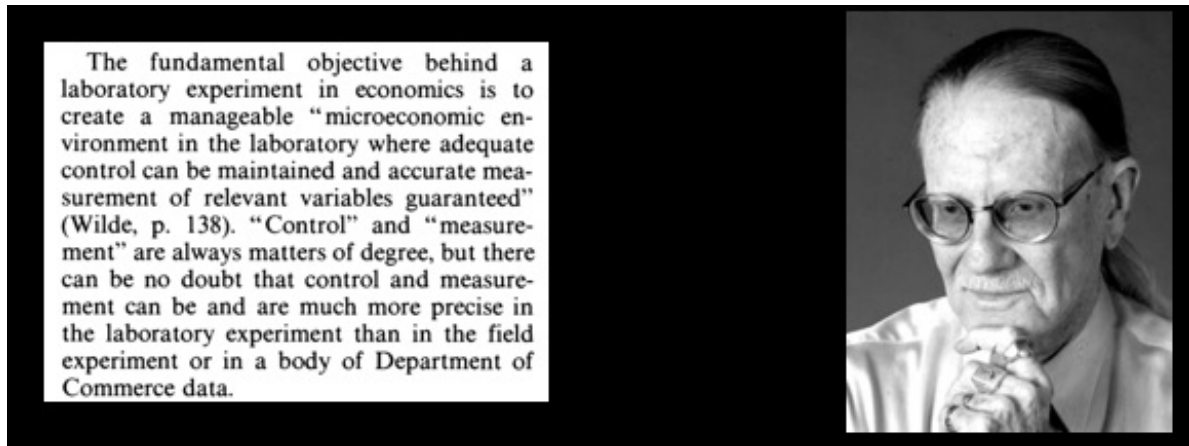 The fundamental objective behind a
laboratory experiment in economics is to
create a manageable “microeconomic en-
vironment in the laboratory where adequate
control can be maintained and accurate mea-
surement of relevant variables guaranteed”
(Wilde, p. 138). “Control” and “measure-
ment” are always matters of degree, but there
can be no doubt that control and measure-
ment can be and are much more precise in
the laboratory experiment than in the field
experiment or in a body of Department of
Commerce data.